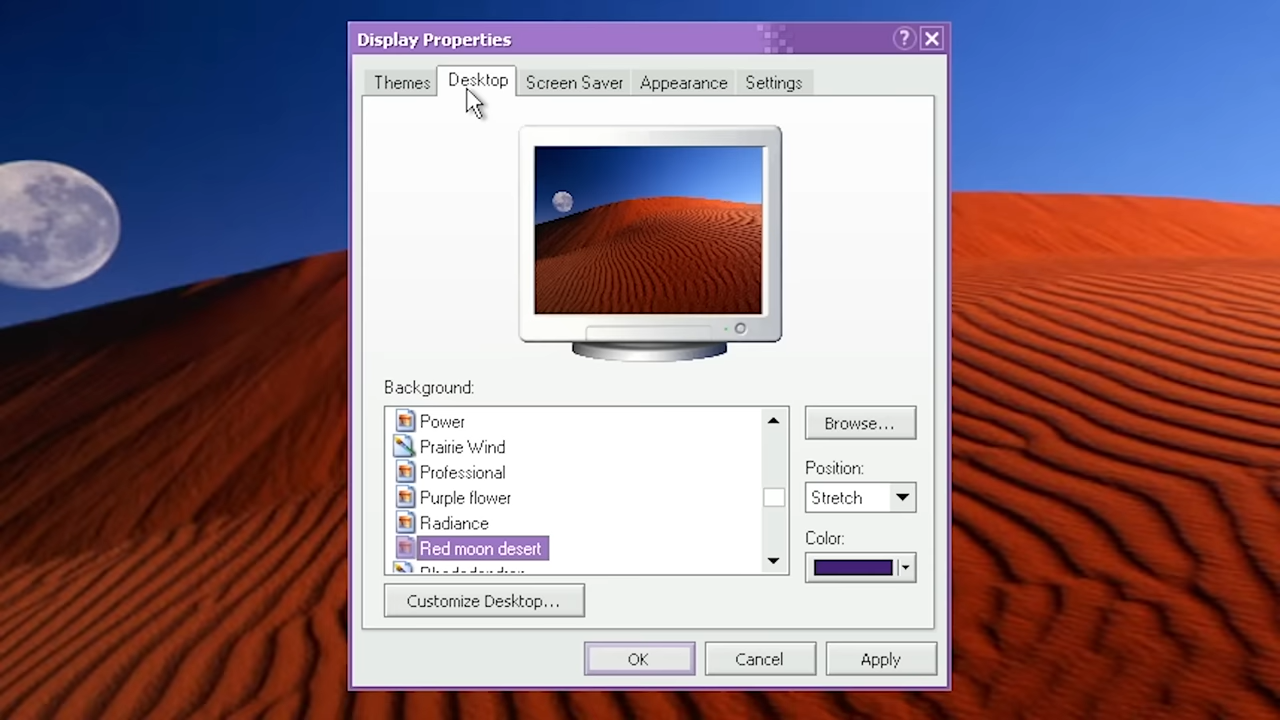 Display Properties
Themes Desktop Screen Saver Appearance Settings
Background:
Power
Prairie Wind
Professional
Purple flower
Radiance
Red moon desert
Browse...
Position:
Stretch
Color:
Customize Desktop...
OK Cancel Apply